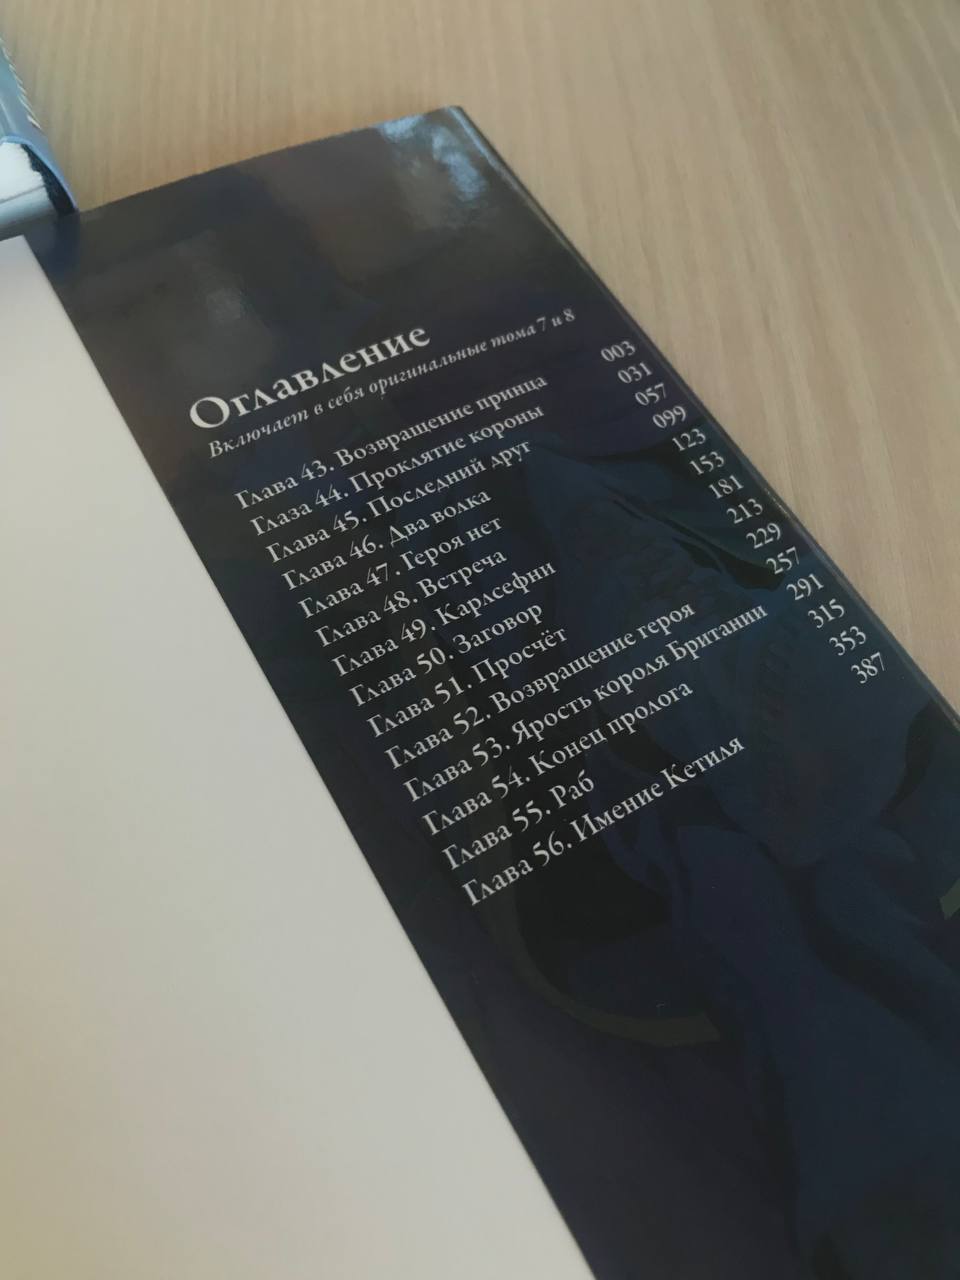 Оглавление
Включает в себя оригинальные тома 7 и 8
Глава 43. Возвращение принца 003
Глаза 44. Проклятие короны 031
Глава 45. Последний друг 057
Глава 46. Два волка 099
Глава 47. Героя нет 123
Глава 48. Встреча 153
Глава 49. Карлсефни 181
Глава 50. Заговор 213
Глава 51. Просчёт 229
Глава 52. Возвращение героя 257
Глава 53. Ярость короля Британии 291
Глава 54. Конец пролога 315
Глава 55. Раб 353
Глава 56. Имение Кетиля 387